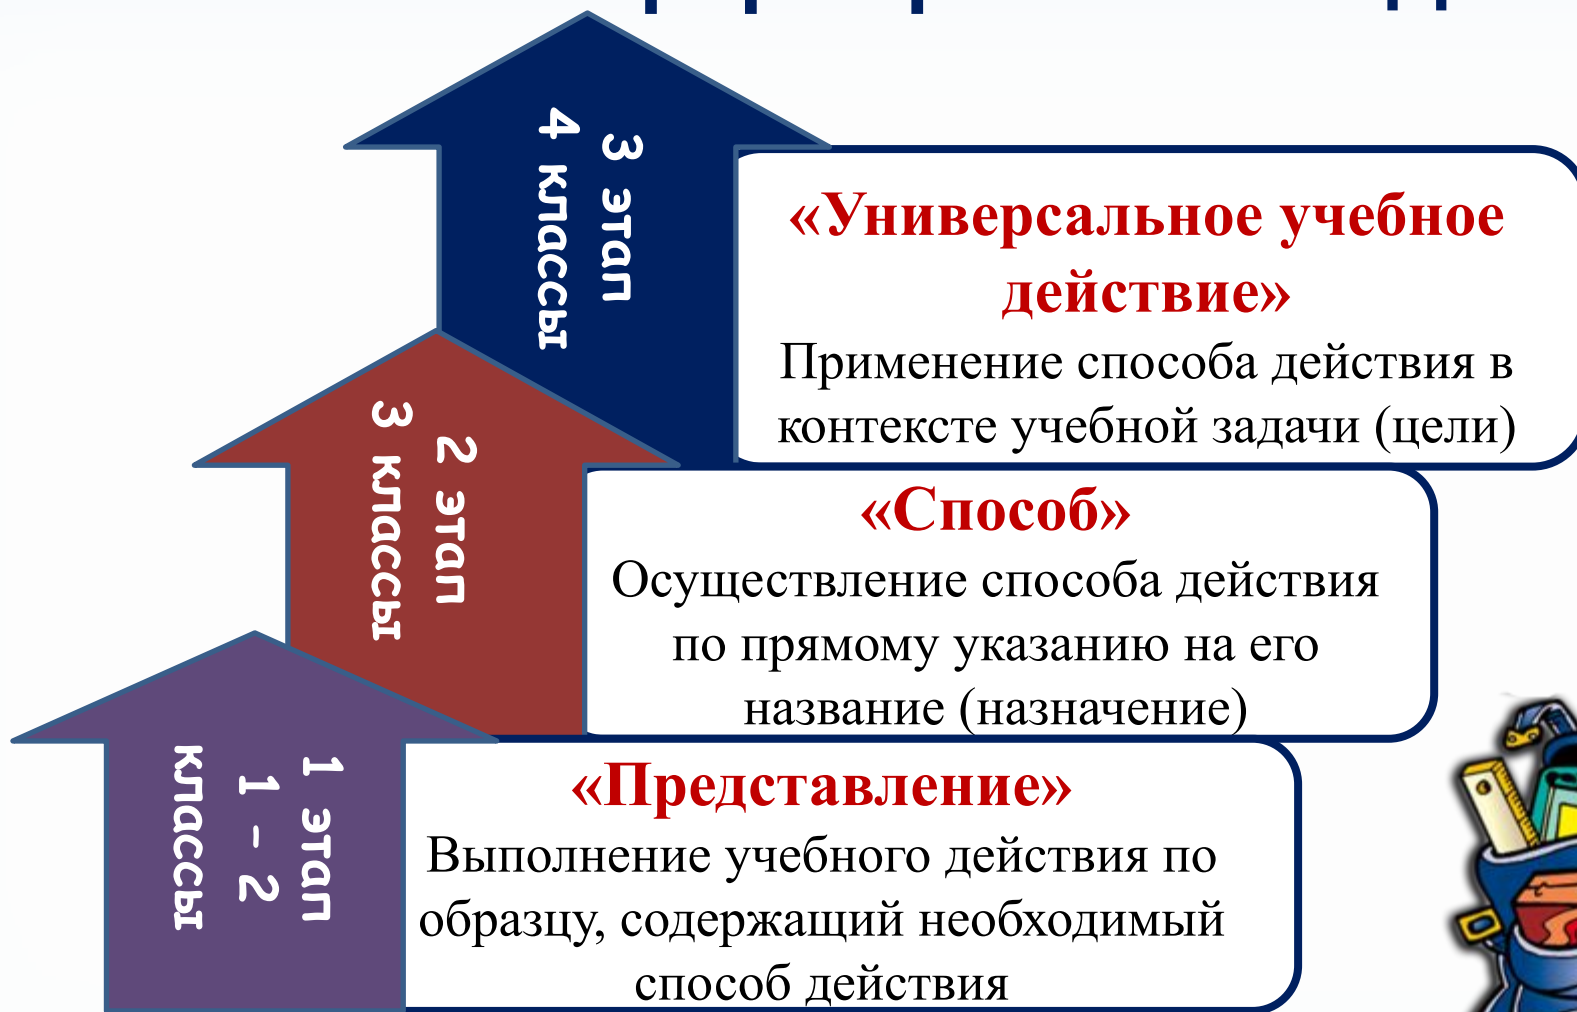 3 этап
4 классы
«Универсальное учебное
действие»
Применение способа действия в
контексте учебной задачи (цели)
2 этап
3 классы
«Способ»
Осуществление способа действия
по прямому указанию на его
название (назначение)
1 этап
1 - 2
классы
«Представление»
Выполнение учебного действия по
образцу, содержащий необходимый
способ действия